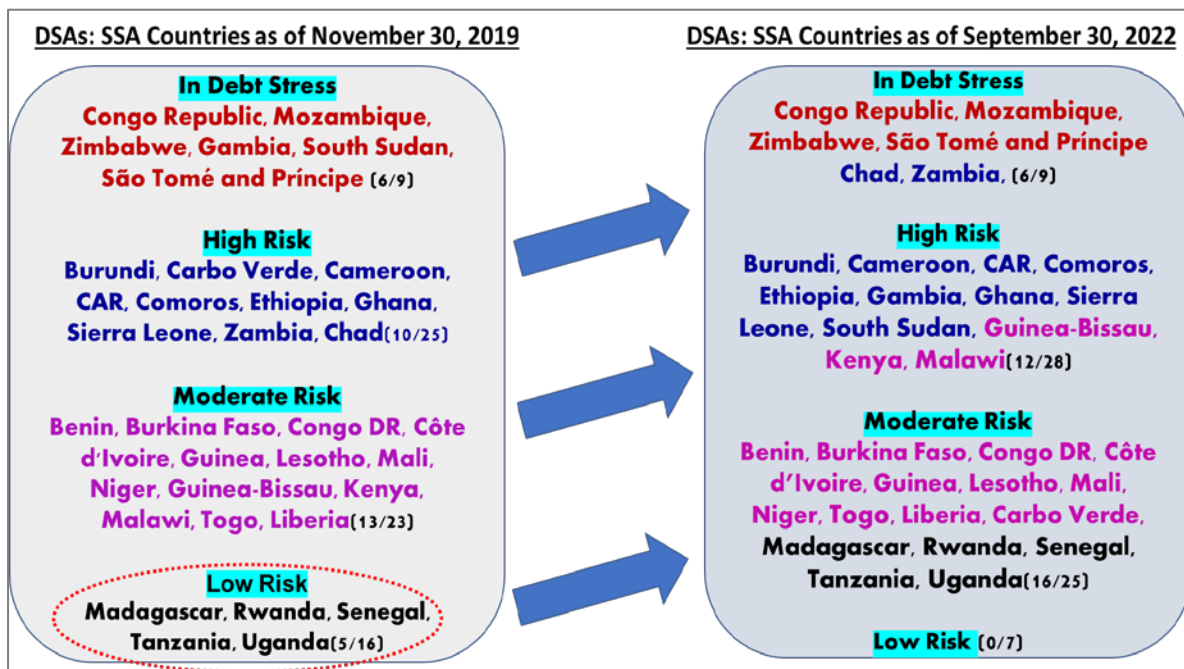 DSAs: SSA Countries as of November 30, 2019
In Debt Stress
Congo Republic, Mozambique,
Zimbabwe, Gambia, South Sudan,
São Tomé and Príncipe (6/9)
High Risk
Burundi, Carbo Verde, Cameroon,
CAR, Comoros, Ethiopia, Ghana,
Sierra Leone, Zambia, Chad(10/25)
Moderate Risk
Benin, Burkina Faso, Congo DR, Côte
d'Ivoire, Guinea, Lesotho, Mali,
Niger, Guinea-Bissau, Kenya,
Malawi, Togo, Liberia(13/23)
Low Risk
Madagascar, Rwanda, Senegal,
Tanzania, Uganda(5/16)
DSAs: SSA Countries as of September 30, 2022
In Debt Stress
Congo Republic, Mozambique,
Zimbabwe, São Tomé and Príncipe
Chad, Zambia, (6/9)
High Risk
Burundi, Cameroon, CAR, Comoros,
Ethiopia, Gambia, Ghana, Sierra
Leone, South Sudan, Guinea-Bissau,
Kenya, Malawi(12/28)
Moderate Risk
Benin, Burkina Faso, Congo DR, Côte
d'Ivoire, Guinea, Lesotho, Mali,
Niger, Togo, Liberia, Carbo Verde,
Madagascar, Rwanda, Senegal,
Tanzania, Uganda(16/25)
Low Risk (0/7)